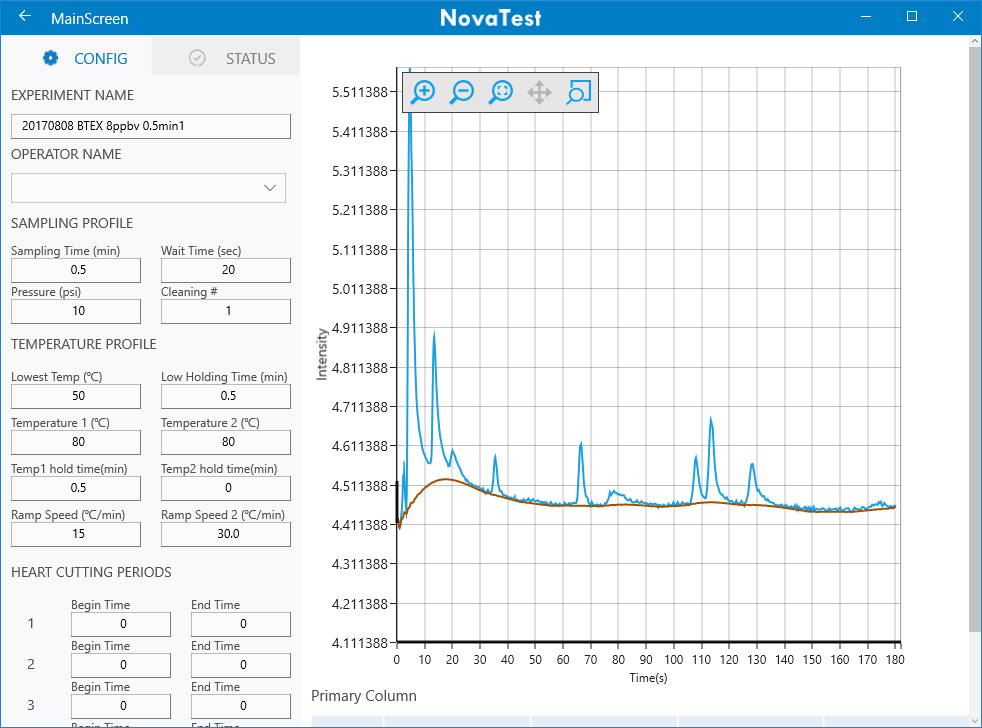 MainScreen
NovaTest
CONFIG STATUS
EXPERIMENT NAME
20170808 BTEX 8ppbv 0.5min1
OPERATOR NAME
SAMPLING PROFILE
Sampling Time (min) Wait Time (sec)
0.5 20
Pressure (psi) Cleaning #
10 1
TEMPERATURE PROFILE
Lowest Temp (℃) Low Holding Time (min)
50 0.5
Temperature 1 (℃) Temperature 2 (℃)
80 80
Temp1 hold time(min) Temp2 hold time(min)
0.5 0
Ramp Speed (℃/min) Ramp Speed 2 (℃/min)
15 30.0
HEART CUTTING PERIODS
Begin Time End Time
1 0 0
Begin Time End Time
2 0 0
Begin Time End Time
3 0 0
Begin Time End Time
Intensity
5.511388
5.411388
5.311388
5.211388
5.111388
5.011388
4.911388
4.811388
4.711388
4.611388
4.511388
4.411388
4.311388
4.211388
4.111388
0 10 20 30 40 50 60 70 80 90 100 110 120 130 140 150 160 170 180
Time(s)
Primary Column